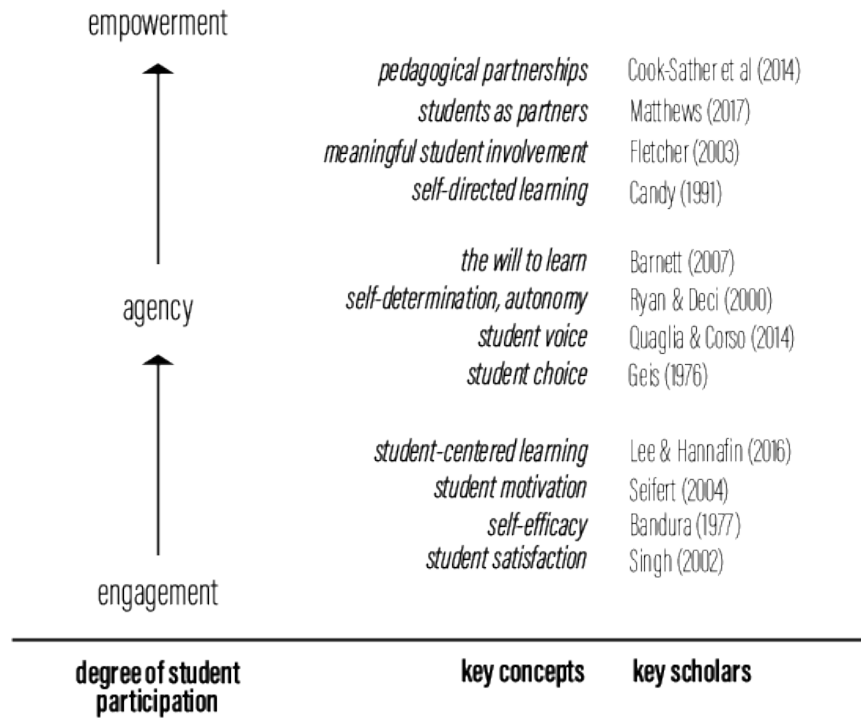 empowerment
pedagogical partnerships Cook-Sather et al (2014)
students as partners Matthews (2017)
meaningful student involvement Fletcher (2003)
self-directed learning Candy (1991)
the will to learn Barnett (2007)
agency
self-determination, autonomy Ryan & Deci (2000)
student voice Quaglia & Corso (2014)
student choice Geis (1976)
student-centered learning Lee & Hannafin (2016)
student motivation Seifert (2004)
self-efficacy Bandura (1977)
student satisfaction Singh (2002)
engagement
degree of student
participation
key concepts
key scholars